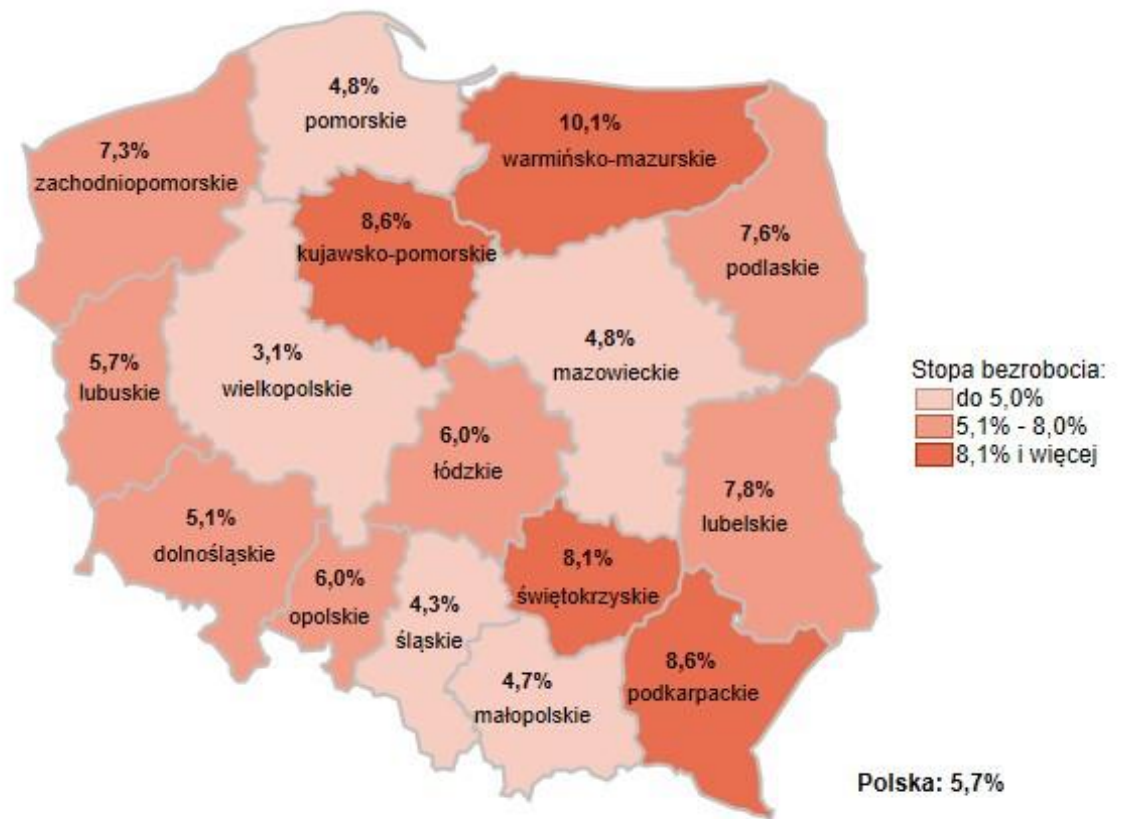 4,8%
pomorskie
10,1%
warmińsko-mazurskie
7,3%
zachodniopomorskie
8,6%
kujawsko-pomorskie
7,6%
podlaskie
5,7%
lubuskie
3,1%
wielkopolskie
4,8%
mazowieckie
Stopa bezrobocia:
do 5,0%
5,1% - 8,0%
8,1% i więcej
6,0%
łódzkie
7,8%
lubelskie
5,1%
dolnośląskie
6,0%
opolskie
4,3%
śląskie
8,1%
świętokrzyskie
4,7%
małopolskie
8,6%
podkarpackie
Polska: 5,7%